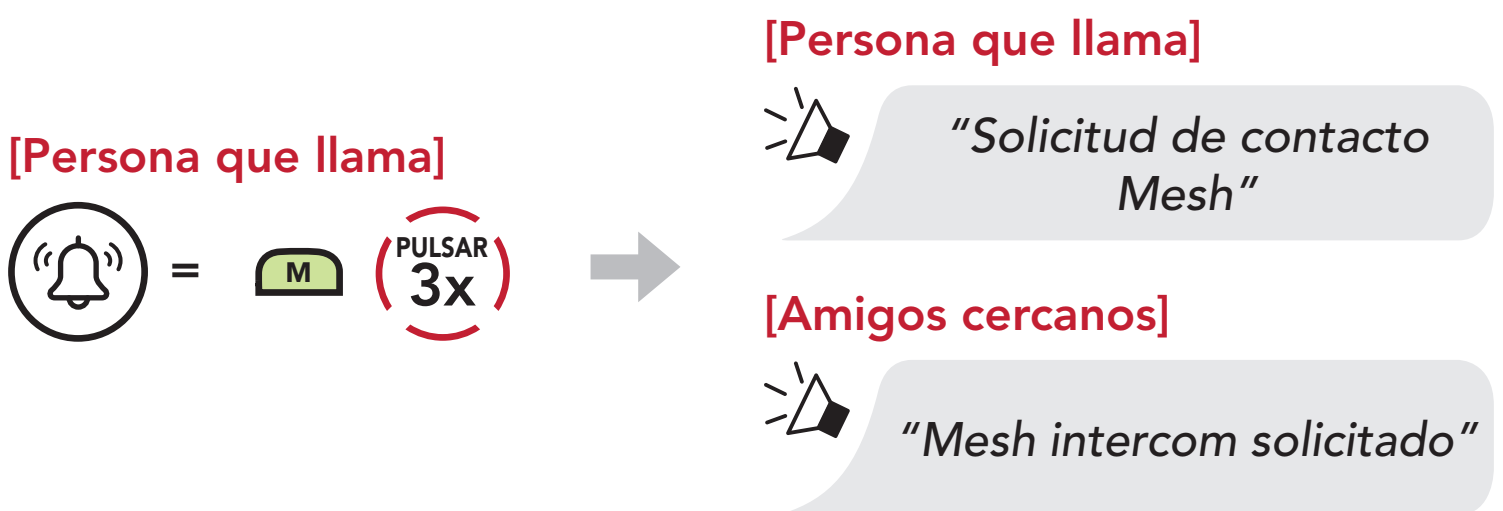 [Persona que llama]
=
M
PULSAR
3x
[Persona que llama]
“Solicitud de contacto
Mesh”
[Amigos cercanos]
“Mesh intercom solicitado”